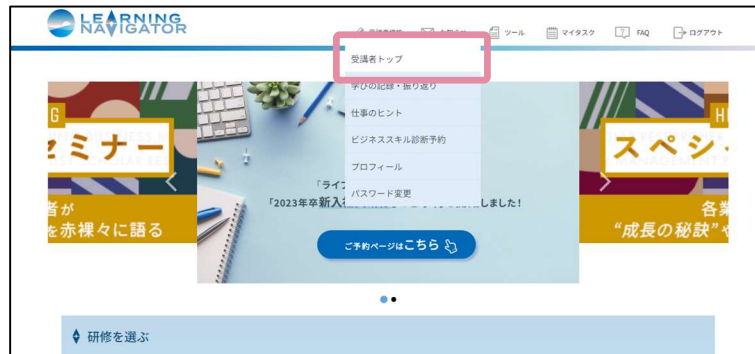 LEARNING
NAVIGATOR
ツール
マイタスク
FAQ
ログアウト
受講者トップ
学びの記録・振り返り
仕事のヒント
ビジネススキル診断予約
プロフィール
パスワード変更
G
ミナー
者が
を赤裸々に語る
「ライフ
「2023年卒新入社
しました!
ご予約ページはこちら
スペシ
各業
“成長の秘訣”や
研修を選ぶ